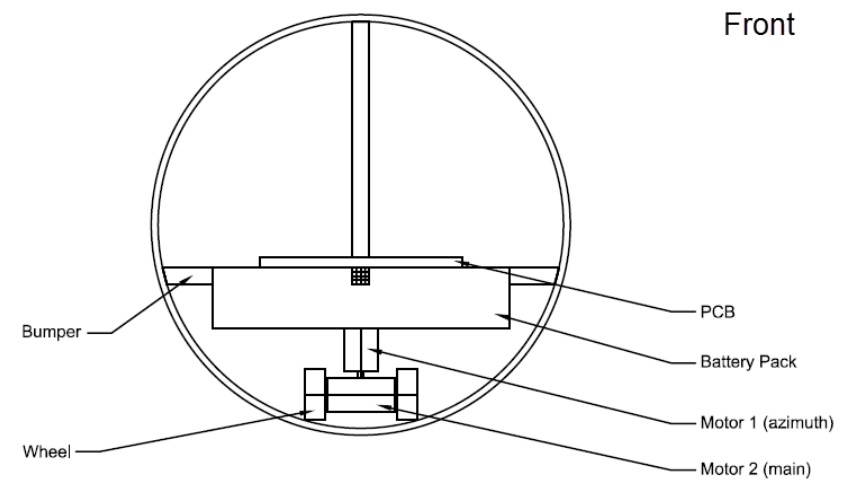 Front
PCB
Bumper
Battery Pack
Motor 1 (azimuth)
Wheel
Motor 2 (main)